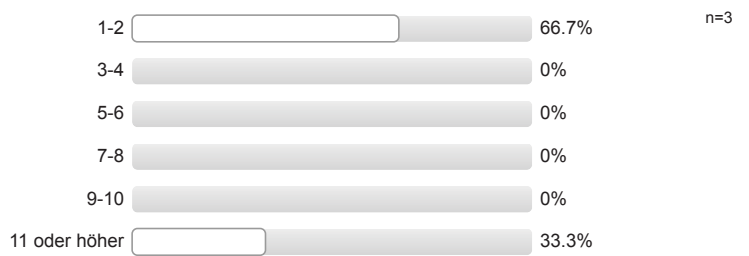 1-2 66.7% n=3
3-4 0%
5-6 0%
7-8 0%
9-10 0%
11 oder höher 33.3%